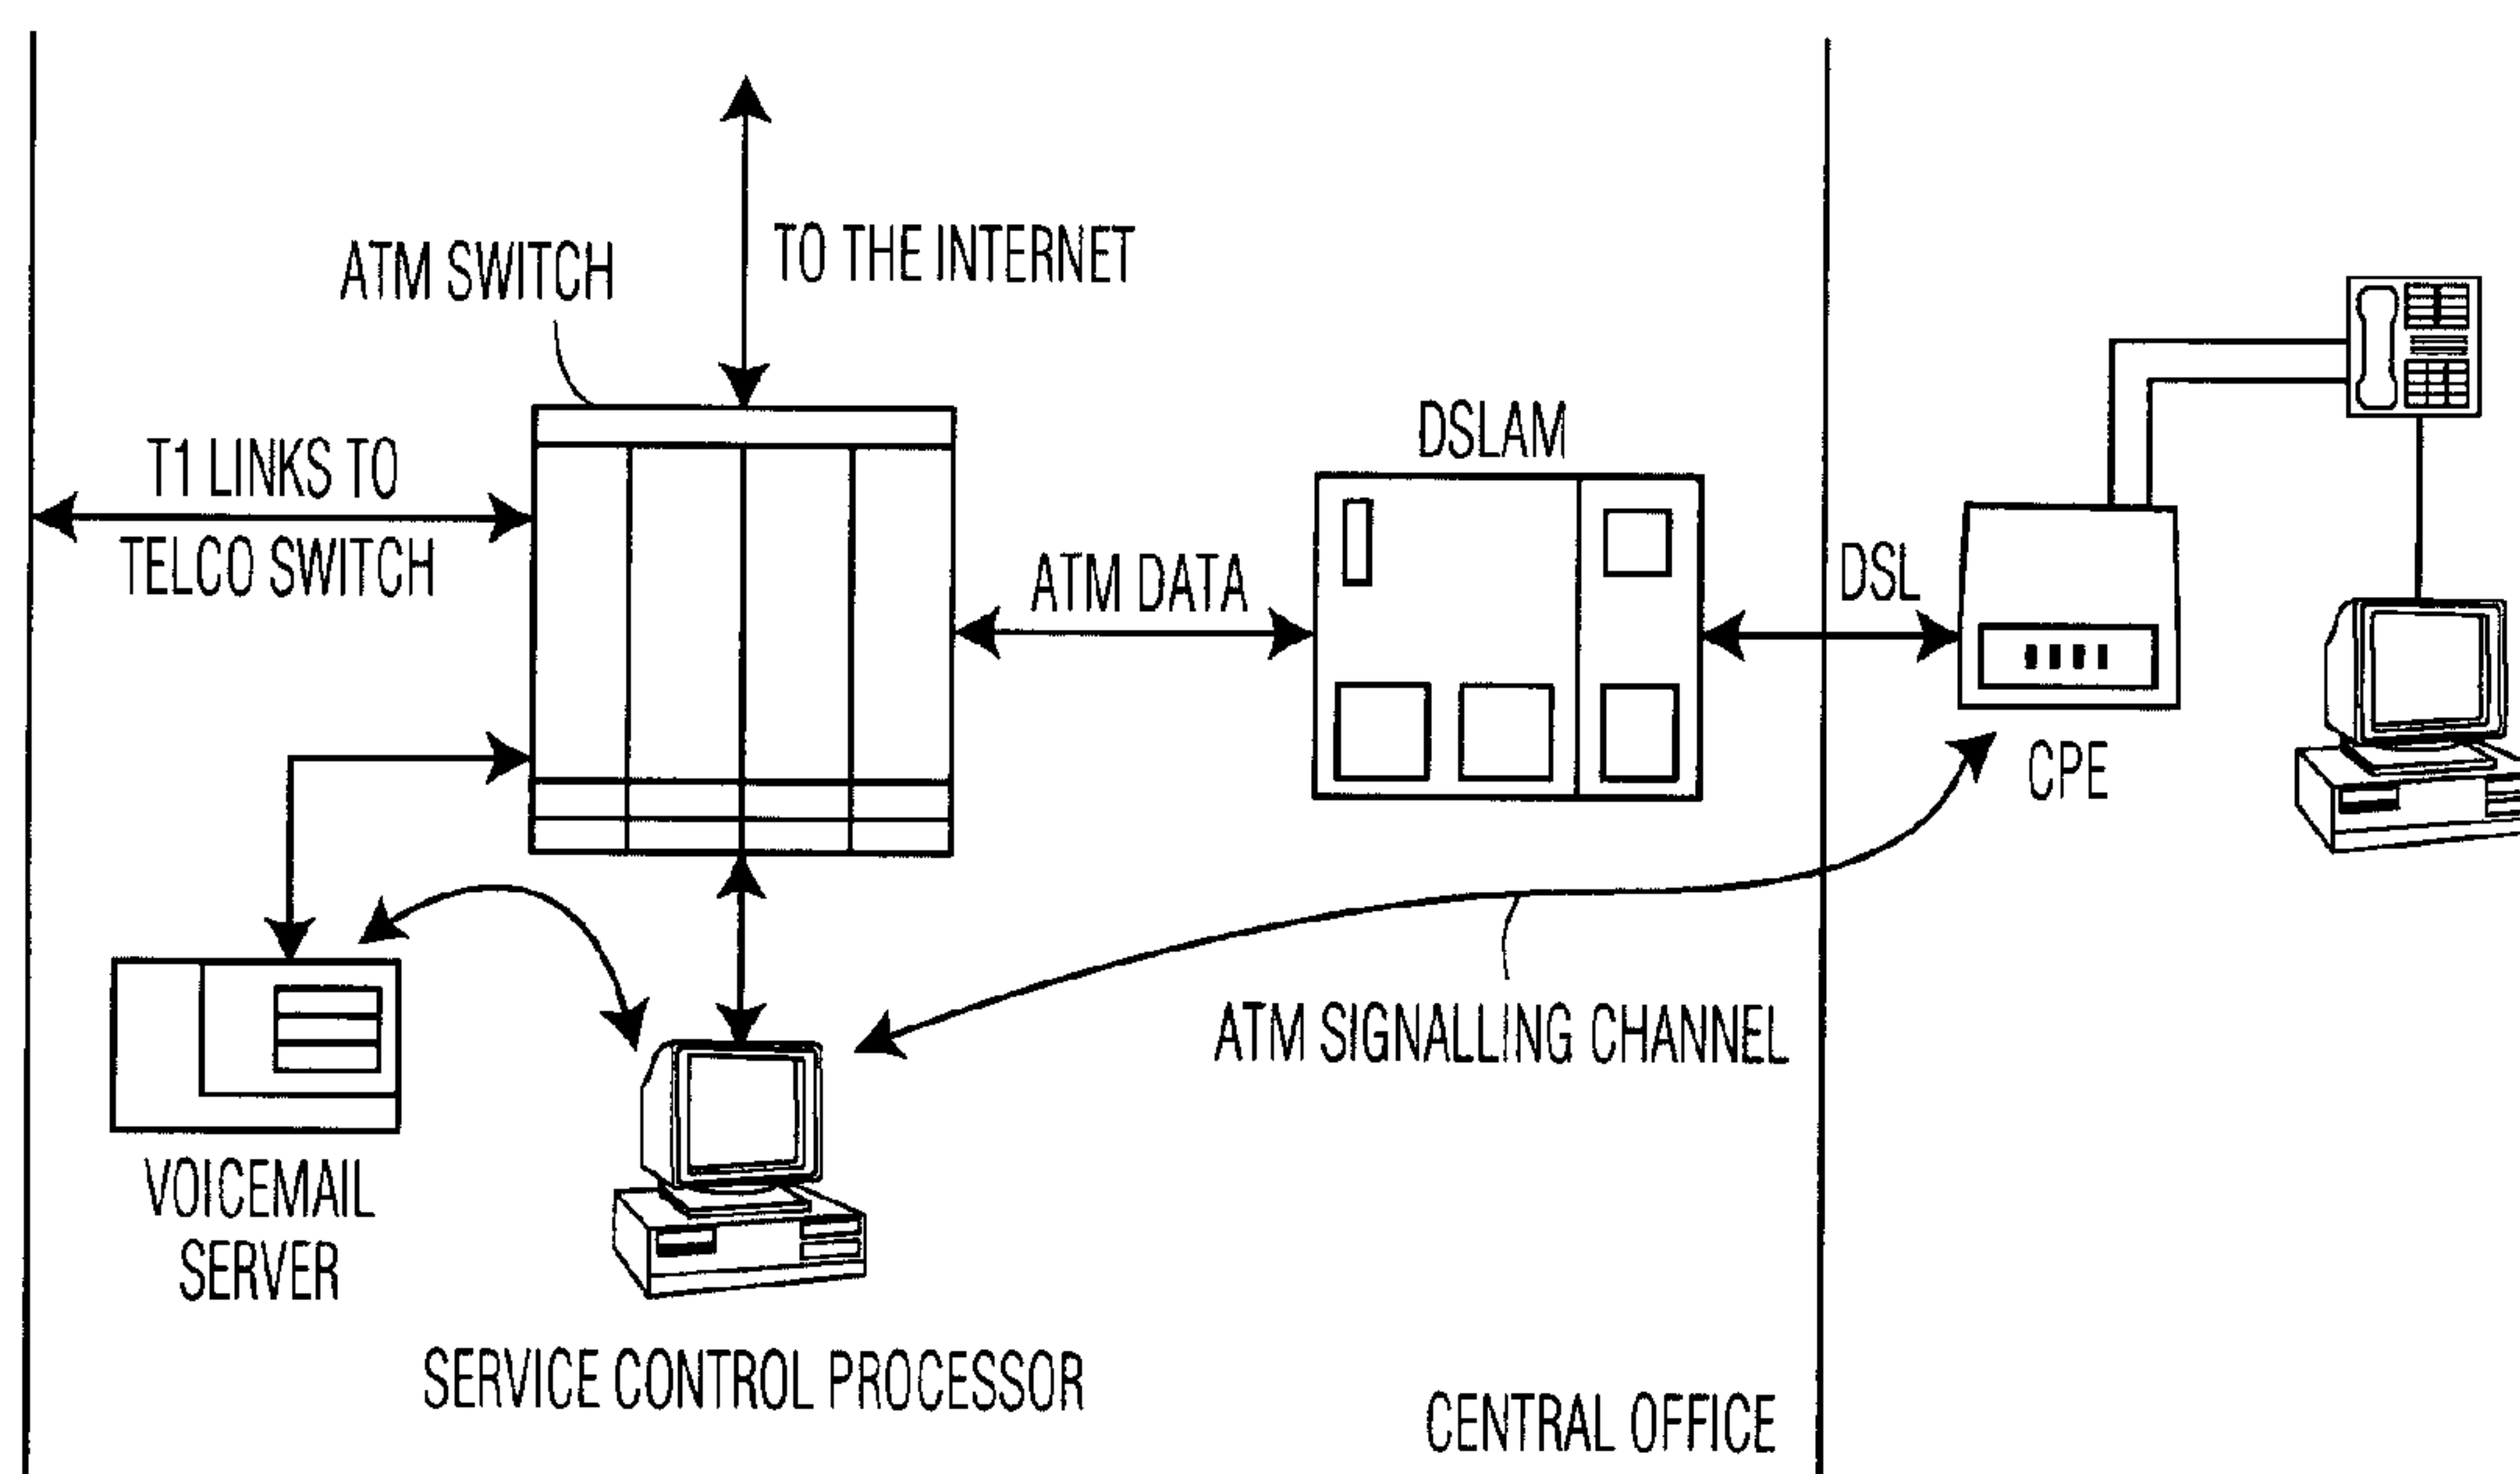 TO THE INTERNET
ATM SWITCH
T1 LINKS TO
TELCO SWITCH
DSLAM
ATM DATA
DSL
CPE
ATM SIGNALLING CHANNEL
VOICEMAIL
SERVER
SERVICE CONTROL PROCESSOR
CENTRAL OFFICE